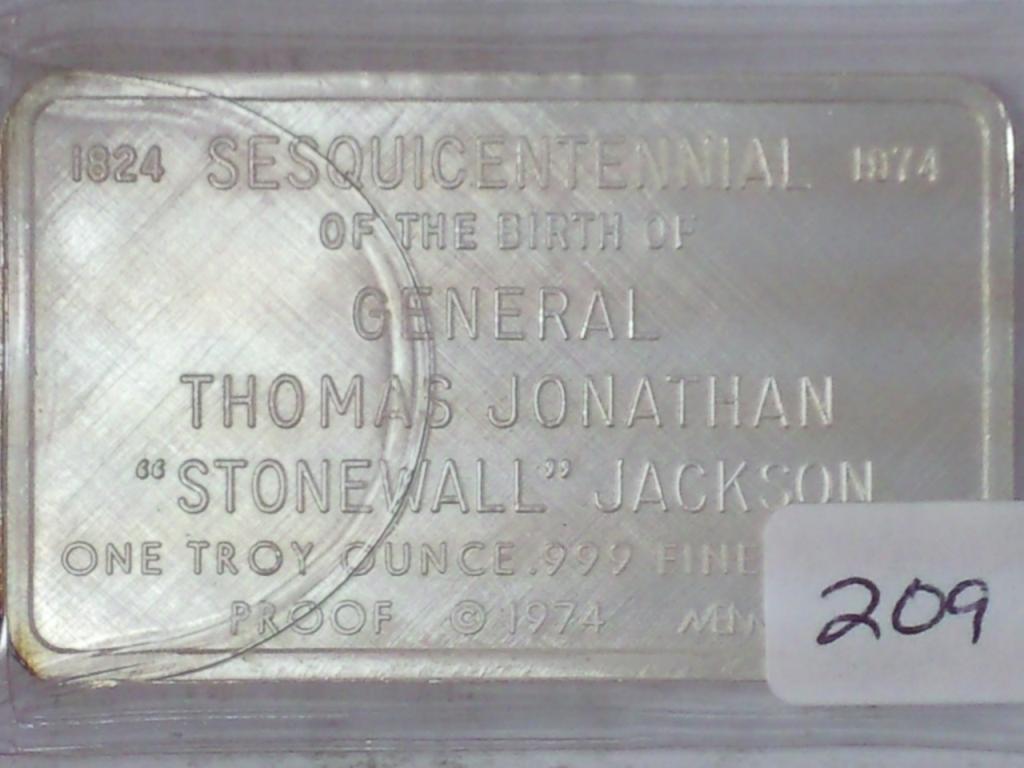 1824 SESQUICENTENNIAL 1974
OF THE BIRTH OF
GENERAL
THOMAS JONATHAN
“STONEWALL” JACKSON
ONE TROY OUNCE .999 FINE
PROOF © 1974
209